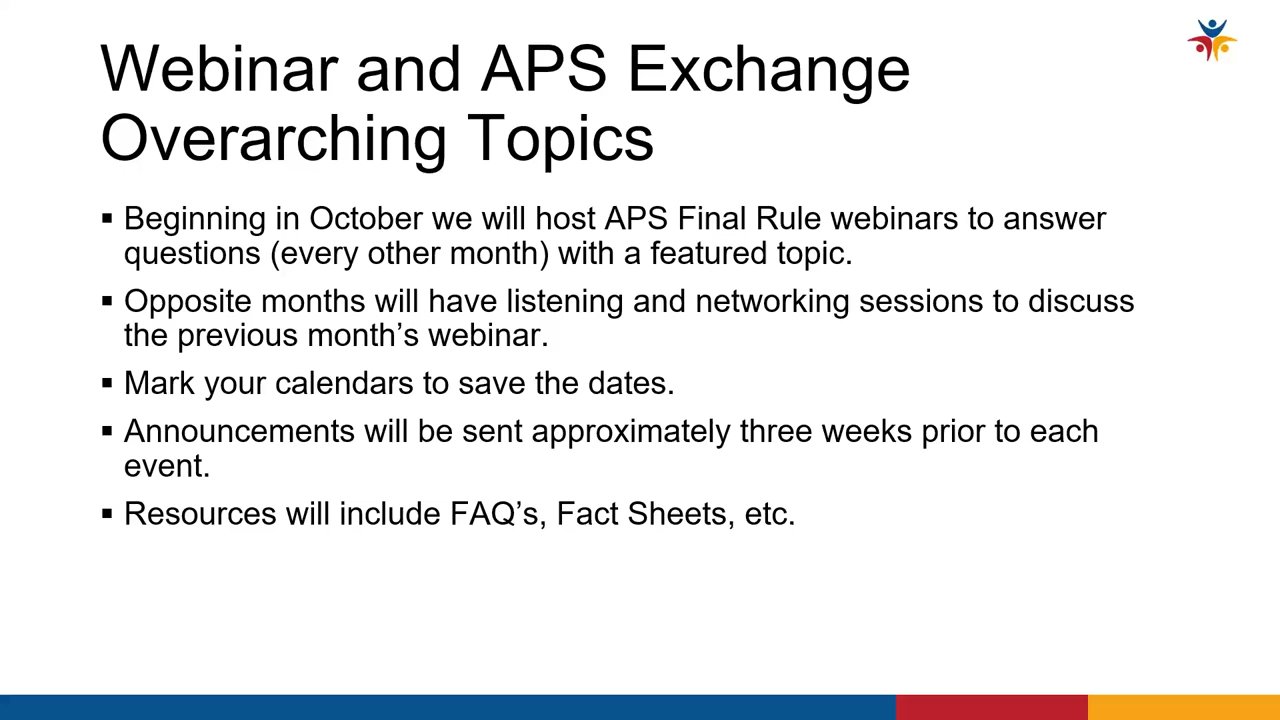 Webinar and APS Exchange
Overarching Topics
▪ Beginning in October we will host APS Final Rule webinars to answer
questions (every other month) with a featured topic.
▪ Opposite months will have listening and networking sessions to discuss
the previous month’s webinar.
▪ Mark your calendars to save the dates.
▪ Announcements will be sent approximately three weeks prior to each
event.
▪ Resources will include FAQ’s, Fact Sheets, etc.